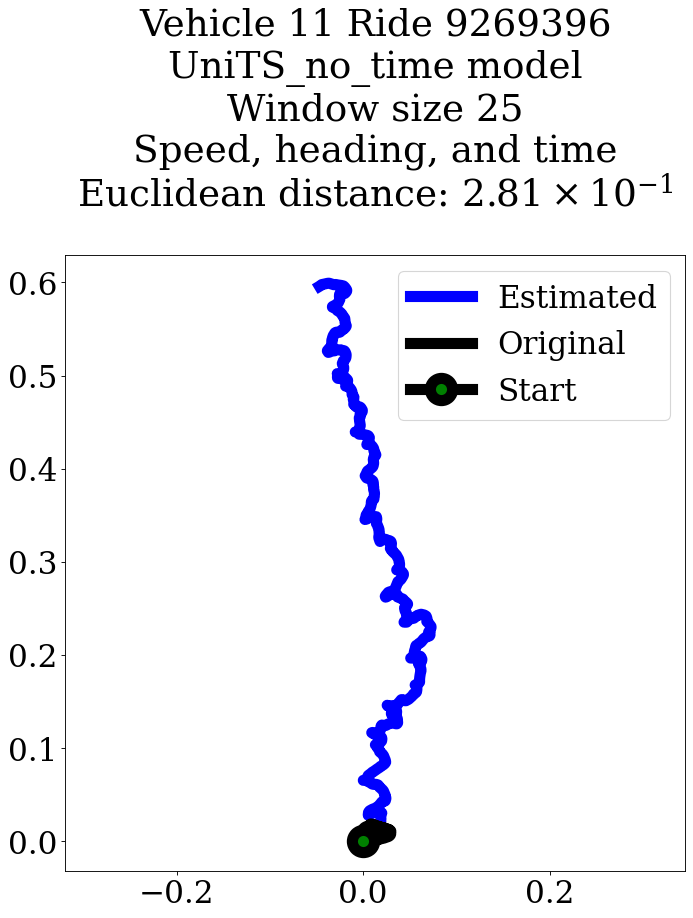 Vehicle 11 Ride 9269396
UniTS_no_time model
Window size 25
Speed, heading, and time
Euclidean distance: 2.81 × 10⁻¹
Estimated
Original
Start
0.6
0.5
0.4
0.3
0.2
0.1
0.0
−0.2
0.0
0.2